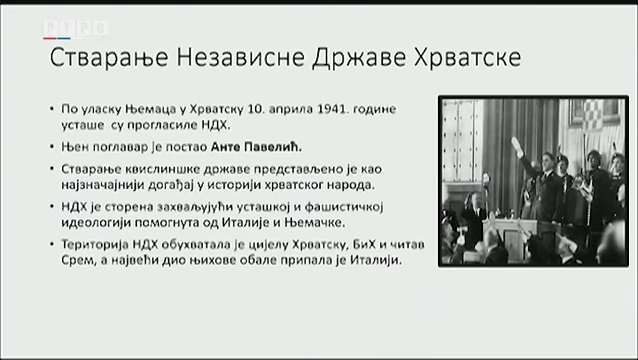 РТРС
Стварање Независне Државе Хрватске
• По уласку Њемаца у Хрватску 10. априла 1941. године
усташе су прогласиле НДХ.
• Њен поглавар је постао Анте Павелић.
• Стварање квислиншке државе представљено је као
најзначајнији догађај у историји хрватског народа.
• НДХ је сторена захваљујући усташкој и фашистичкој
идеологији помогнута од Италије и Њемачке.
• Територија НДХ обухватала је цијелу Хрватску, БиХ и читав
Срем, а највећи дио њихове обале припала је Италији.